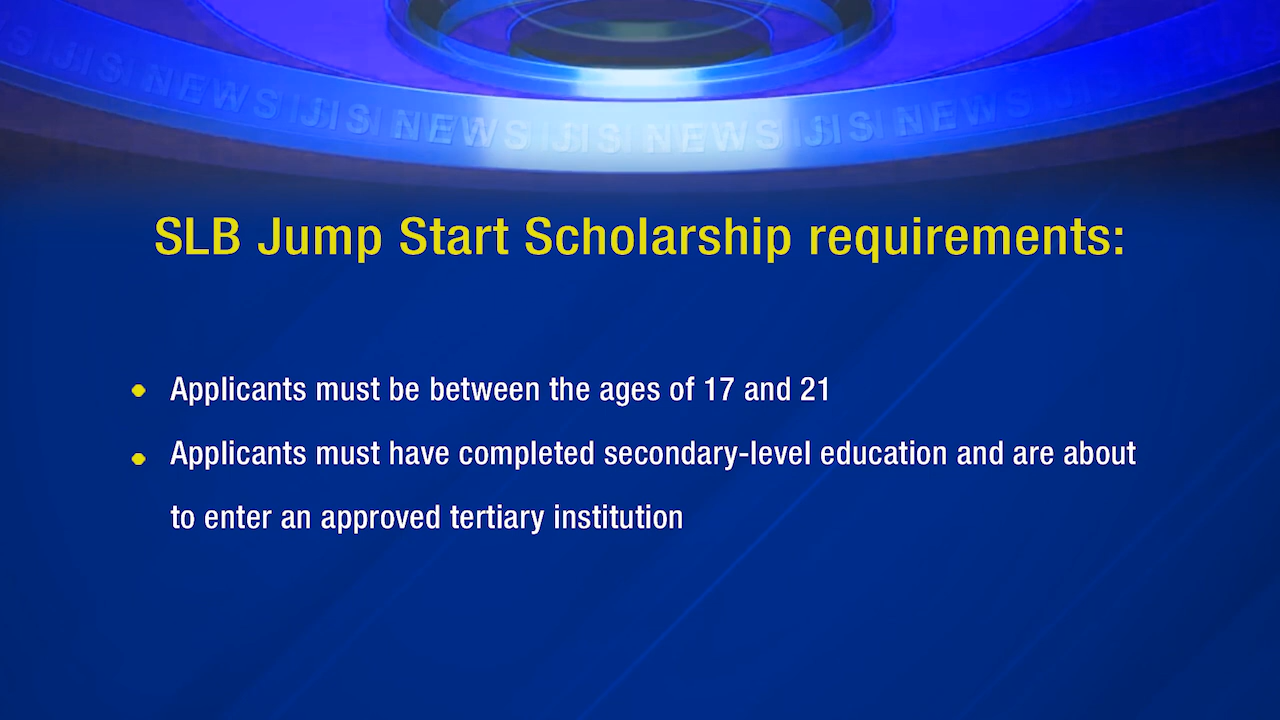 S|JIS| NEWS|JIS| NEWS|JIS| NEWS|JIS| NEWS|JIS| NEWS
SLB Jump Start Scholarship requirements:
Applicants must be between the ages of 17 and 21
Applicants must have completed secondary-level education and are about
to enter an approved tertiary institution